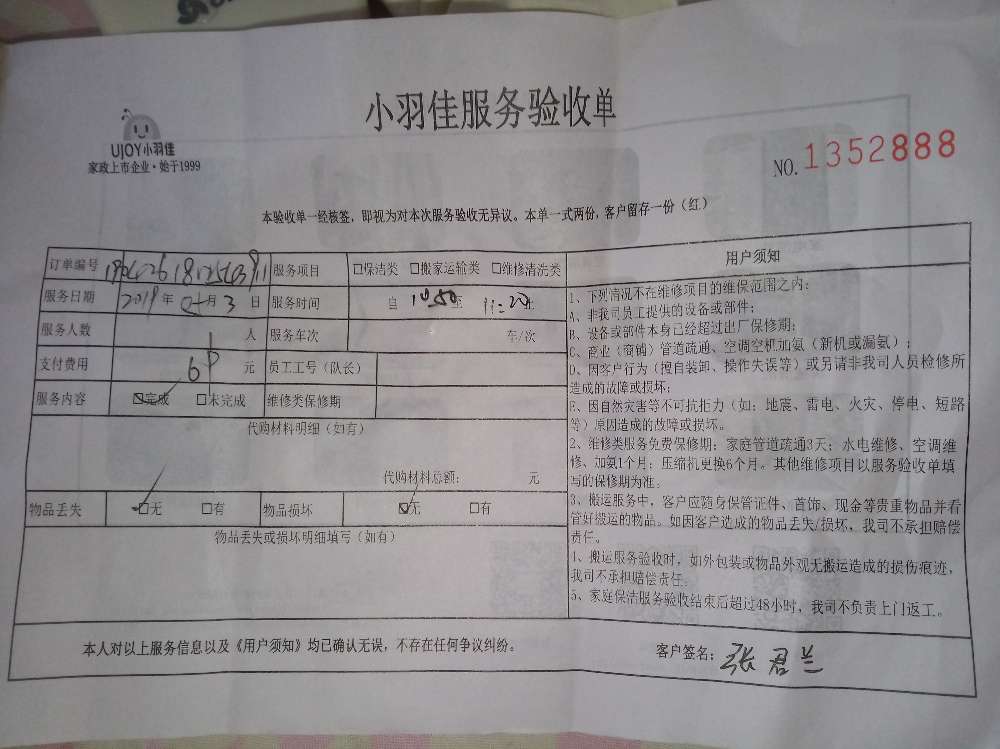 小羽佳服务验收单
UJOY小羽佳
家政上市企业·始于1999
NO.1352888
本验收单一经核签，即视为对本次服务验收无异议。本单一式两份，客户留存一份（红）
订单编号 服务项目 □保洁类 □搬家运输类 □维修清洗类
服务日期 2019 年 月 3 日 服务时间 自 10:50 至 11:20 止
服务人数 1 人 服务车次 车/次
支付费用 元 员工工号（队长）
服务内容 ☑完成 □未完成 维修类保修期
代购材料明细（如有）
代购材料总额： 元
物品丢失 ☑无 □有 物品损坏 ☑无 □有
物品丢失或损坏明细填写（如有）
用户须知
1、下列情况不在维修项目的维保范围之内：
A、非我司员工提供的设备或部件；
B、设备或部件本身已经超过出厂保修期；
C、商业（商铺）管道疏通、空调空机加氨（新机或漏氨）；
D、因客户行为（擅自装卸、操作失误等）或另请非我司人员检修所
造成的故障或损坏；
E、因自然灾害等不可抗拒力（如：地震、雷电、火灾、停电、短路
等）原因造成的故障或损坏。
2、维修类服务免费保修期：家庭管道疏通3天；水电维修、空调维
修、加氨1个月；压缩机更换6个月。其他维修项目以服务验收单填
写的保修期为准。
3、搬运服务中，客户应随身保管证件、首饰、现金等贵重物品并看
管好搬运的物品。如因客户造成的物品丢失/损坏，我司不承担赔偿
责任。
4、搬运服务验收时，如外包装或物品外观无搬运造成的损伤痕迹，
我司不承担赔偿责任。
5、家庭保洁服务验收结束后超过48小时，我司不负责上门返工。
本人对以上服务信息以及《用户须知》均已确认无误，不存在任何争议纠纷。
客户签名：张君兰